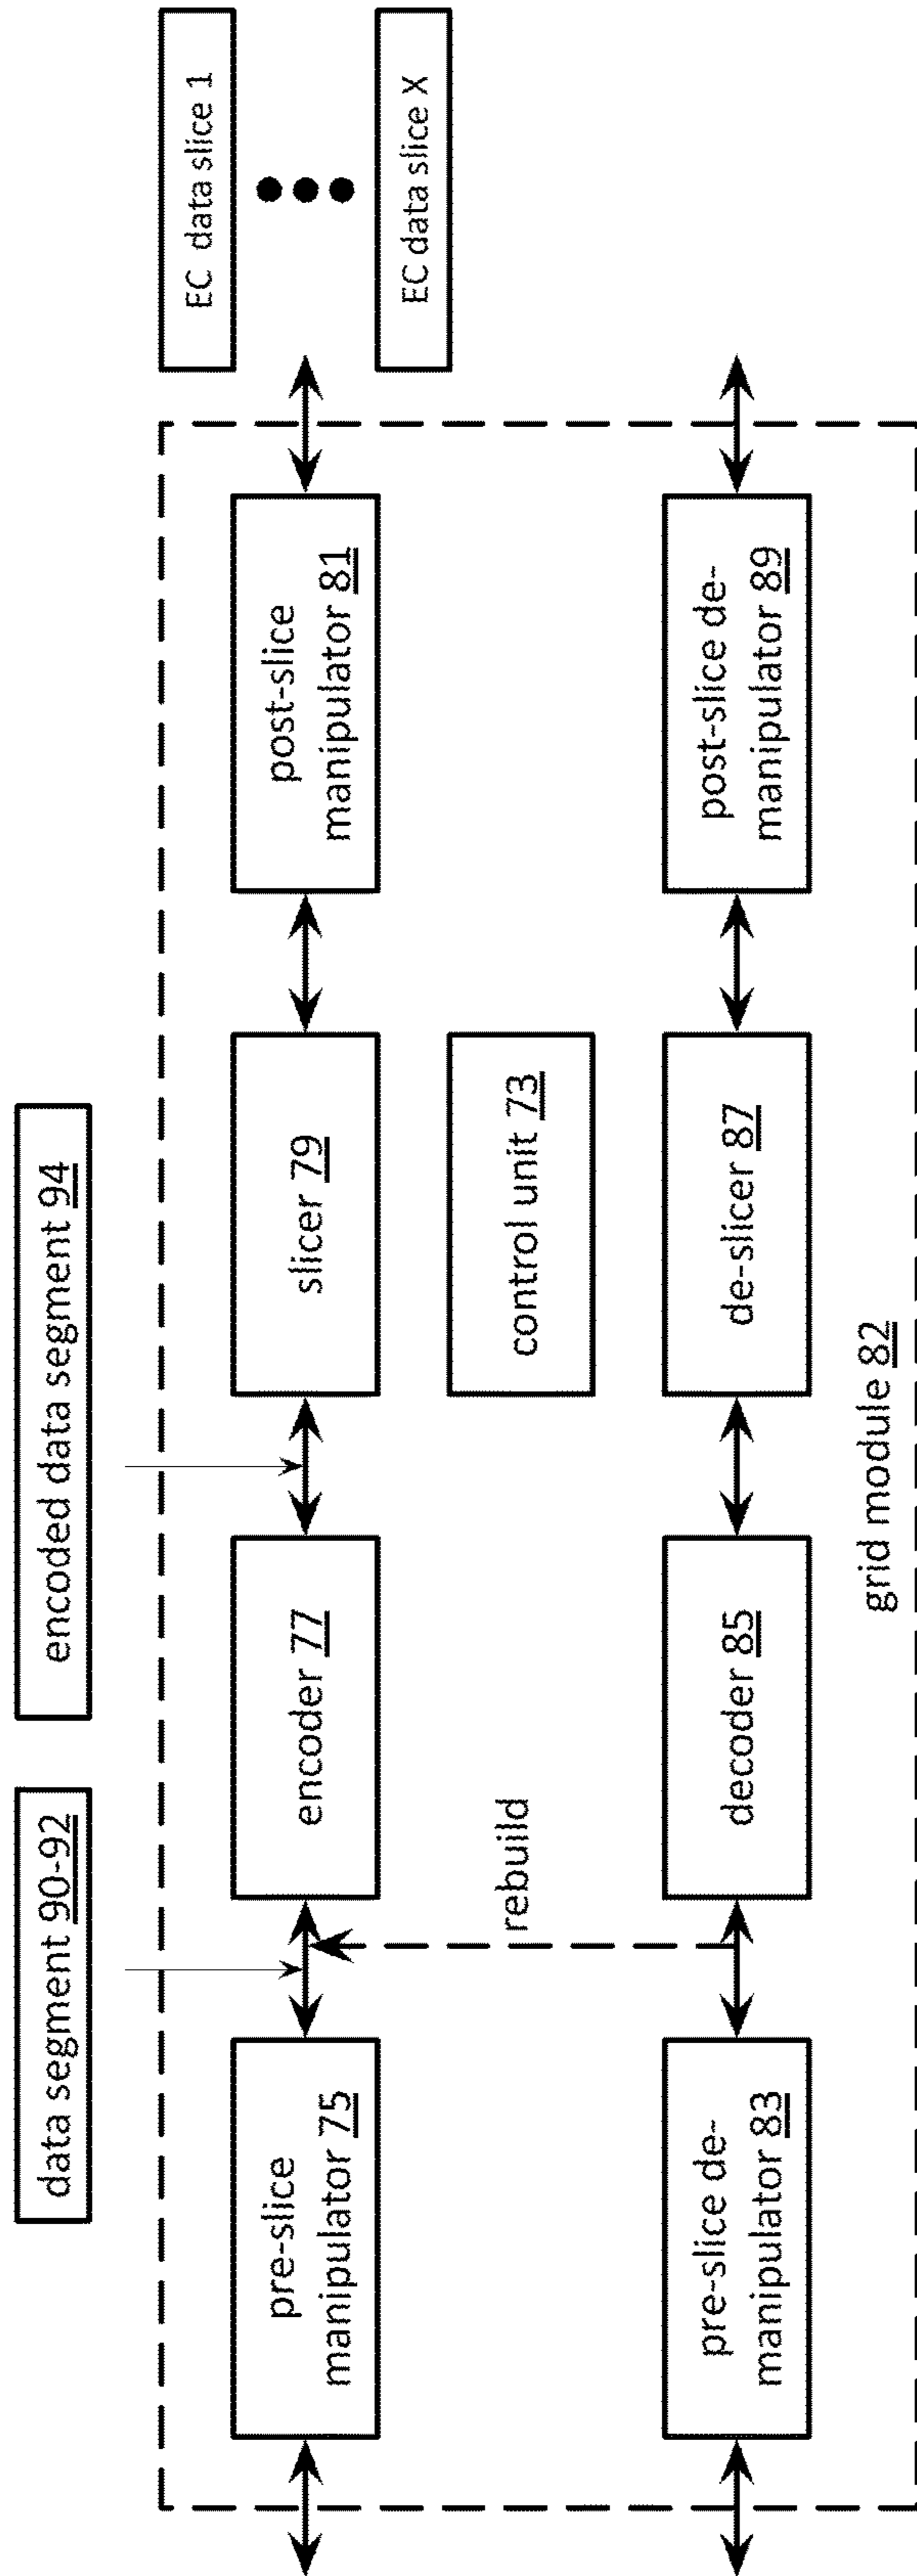 data segment 90-92
encoded data segment 94
EC data slice 1
EC data slice X
pre-slice
manipulator 75
encoder 77
slicer 79
post-slice
manipulator 81
rebuild
control unit 73
pre-slice de-
manipulator 83
decoder 85
de-slicer 87
post-slice de-
manipulator 89
grid module 82